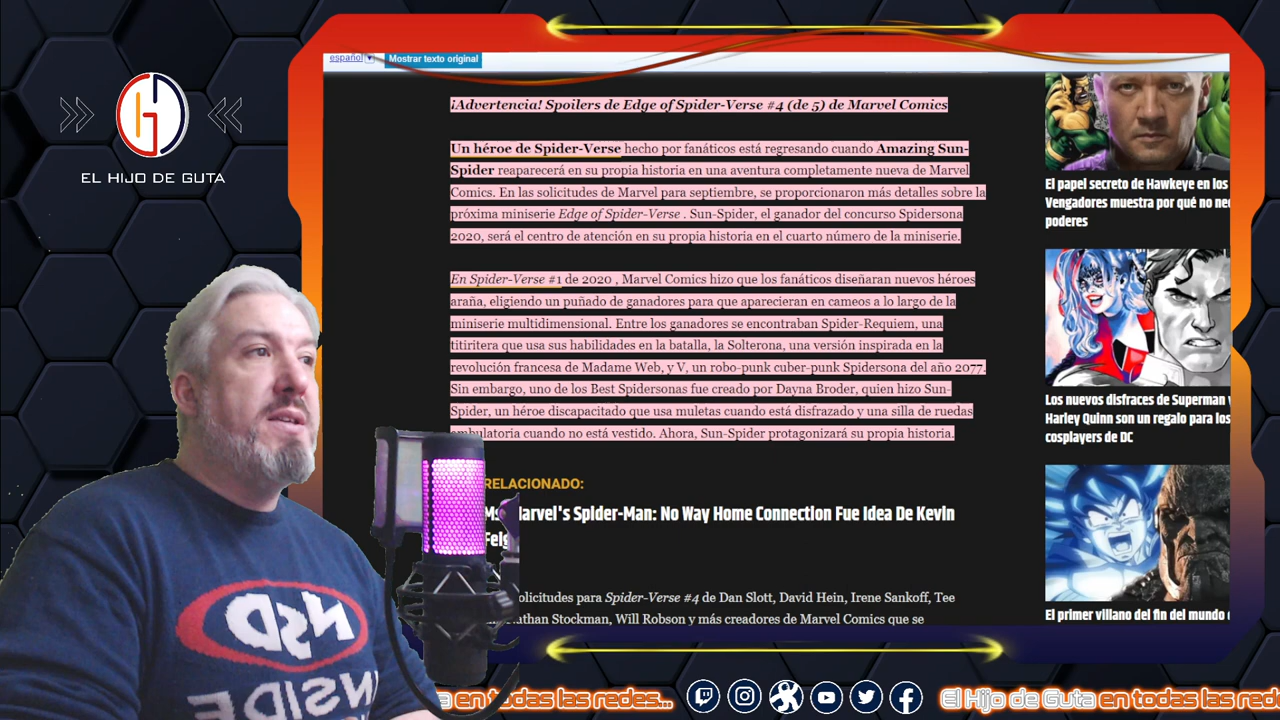 EL HIJO DE GUTA
español
Mostrar texto original
¡Advertencia! Spoilers de Edge of Spider-Verse #4 (de 5) de Marvel Comics
Un héroe de Spider-Verse hecho por fanáticos está regresando cuando Amazing Sun-
Spider reaparecerá en su propia historia en una aventura completamente nueva de Marvel
Comics. En las solicitudes de Marvel para septiembre, se proporcionaron más detalles sobre la
próxima miniserie Edge of Spider-Verse . Sun-Spider, el ganador del concurso Spidersona
2020, será el centro de atención en su propia historia en el cuarto número de la miniserie.
En Spider-Verse #1 de 2020 , Marvel Comics hizo que los fanáticos diseñaran nuevos héroes
araña, eligiendo un puñado de ganadores para que aparecieran en cameos a lo largo de la
miniserie multidimensional. Entre los ganadores se encontraban Spider-Requiem, una
titiritera que usa sus habilidades en la batalla, la Solterona, una versión inspirada en la
revolución francesa de Madame Web, y V, un robo-punk cuber-punk Spidersona del año 2077.
Sin embargo, uno de los Best Spidersonas fue creado por Dayna Broder, quien hizo Sun-
Spider, un héroe discapacitado que usa muletas cuando está disfrazado y una silla de ruedas
ambulatoria cuando no está vestido. Ahora, Sun-Spider protagonizará su propia historia.
RELACIONADO:
Marvel's Spider-Man: No Way Home Connection Fue Idea De Kevin
solicitudes para Spider-Verse #4 de Dan Slott, David Hein, Irene Sankoff, Tee
Stockman, Will Robson y más creadores de Marvel Comics que se
El papel secreto de Hawkeye en los
Vengadores muestra por qué no
poderes
Los nuevos disfraces de Superman
Harley Quinn son un regalo para los
cosplayers de DC
El primer villano del fin del mundo
NSD
INSIDE
a en todas las redes...
El Hijo de Guta en todas las red